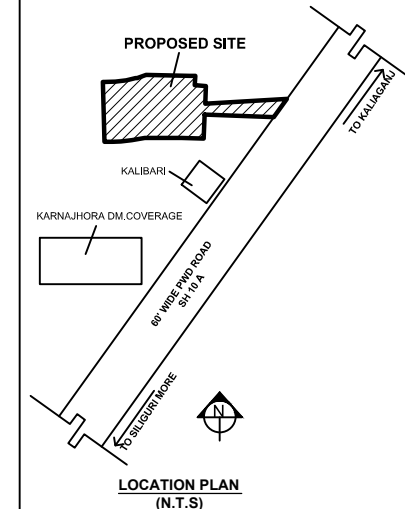 PROPOSED SITE
TO KALIAGANJ
KALIBARI
KARNAJHORA DM.COVERAGE
60' WIDE PWD ROAD
SH 10 A
TO SILIGURI MORE
N
LOCATION PLAN
(N.T.S)